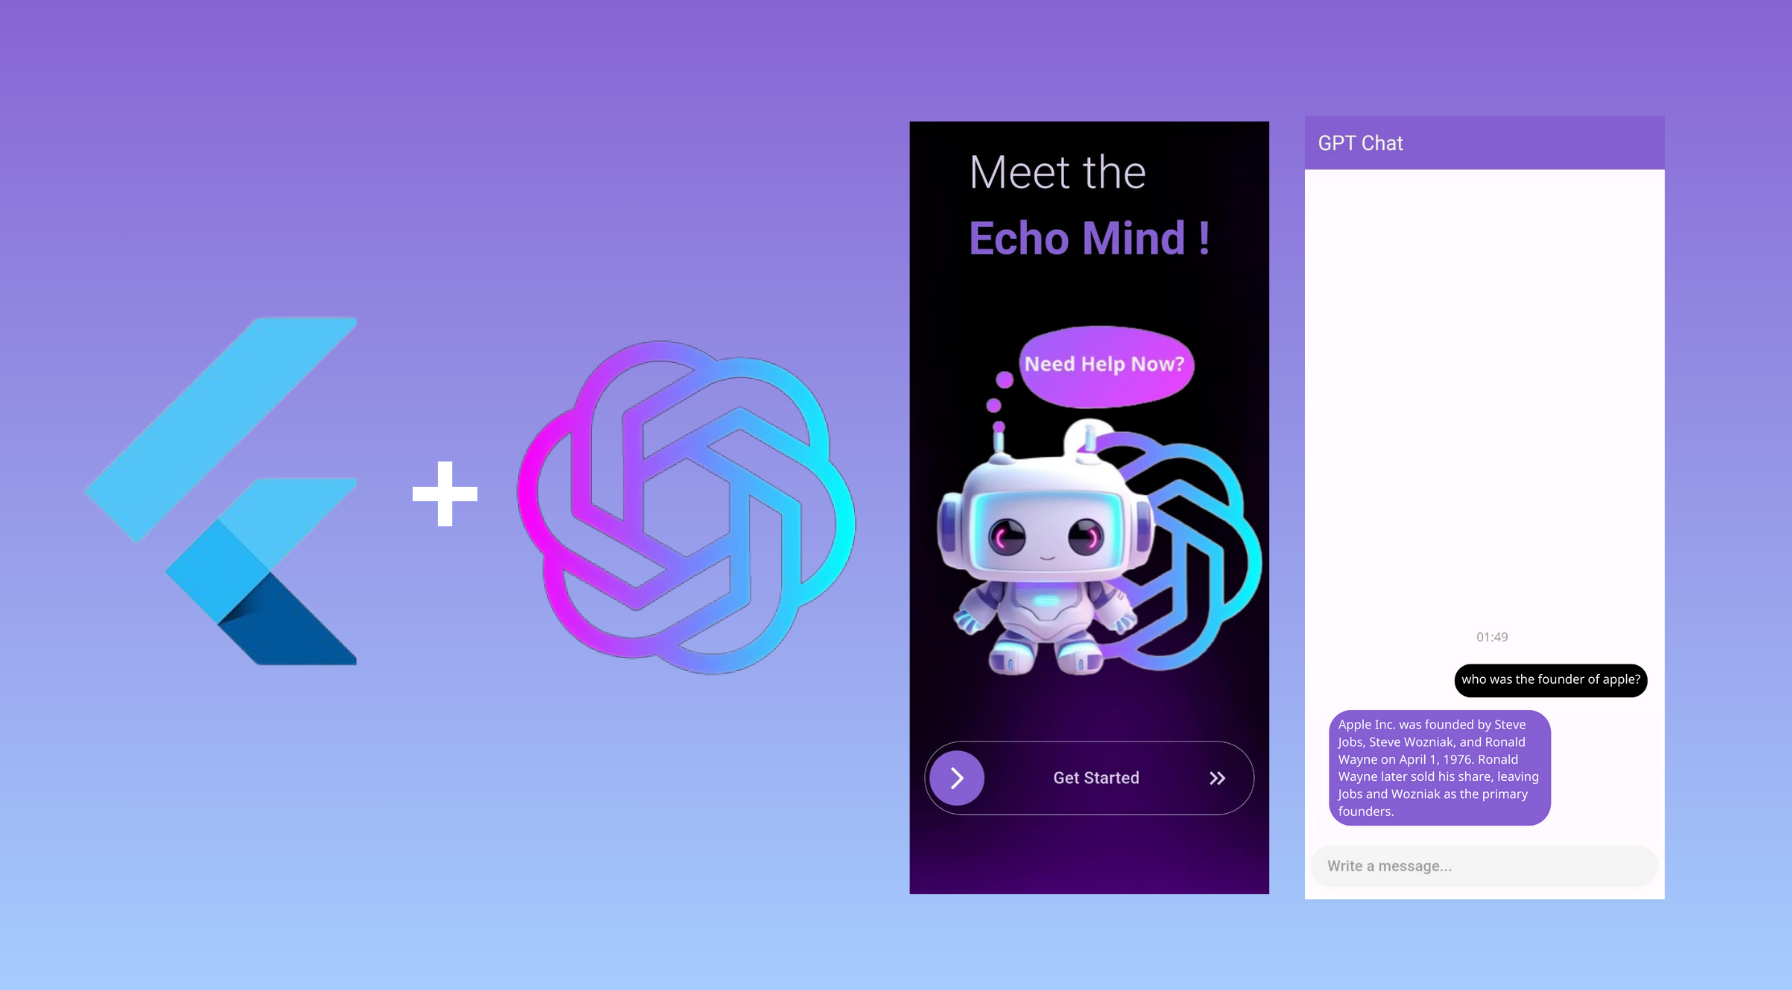 Meet the
Echo Mind !
Need Help Now?
Get Started
GPT Chat
01:49
who was the founder of apple?
Apple Inc. was founded by Steve
Jobs, Steve Wozniak, and Ronald
Wayne on April 1, 1976. Ronald
Wayne later sold his share, leaving
Jobs and Wozniak as the primary
founders.
Write a message...